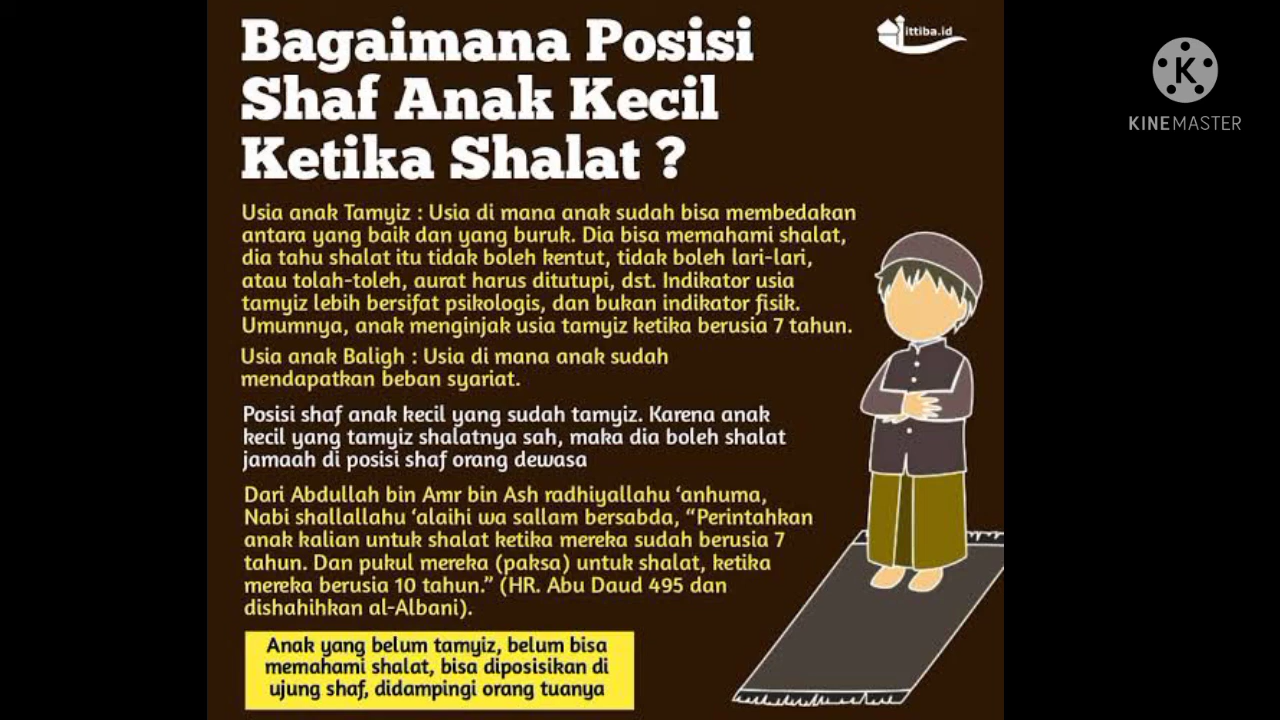 Bagaimana Posisi
Shaf Anak Kecil
Ketika Shalat ?
ittiba.id
K
KINEMASTER
Usia anak Tamyiz : Usia di mana anak sudah bisa membedakan
antara yang baik dan yang buruk. Dia bisa memahami shalat,
dia tahu shalat itu tidak boleh kentut, tidak boleh lari-lari,
atau tolah-toleh, aurat harus ditutupi, dst. Indikator usia
tamyiz lebih bersifat psikologis, dan bukan indikator fisik.
Umumnya, anak menginjak usia tamyiz ketika berusia 7 tahun.
Usia anak Baligh : Usia di mana anak sudah
mendapatkan beban syariat.
Posisi shaf anak kecil yang sudah tamyiz. Karena anak
kecil yang tamyiz shalatnya sah, maka dia boleh shalat
jamaah di posisi shaf orang dewasa
Dari Abdullah bin Amr bin Ash radhiyallahu ‘anhuma,
Nabi shallallahu ‘alaihi wa sallam bersabda, “Perintahkan
anak kalian untuk shalat ketika mereka sudah berusia 7
tahun. Dan pukul mereka (paksa) untuk shalat, ketika
mereka berusia 10 tahun.” (HR. Abu Daud 495 dan
dishahihkan al-Albani).
Anak yang belum tamyiz, belum bisa
memahami shalat, bisa diposisikan di
ujung shaf, didampingi orang tuanya